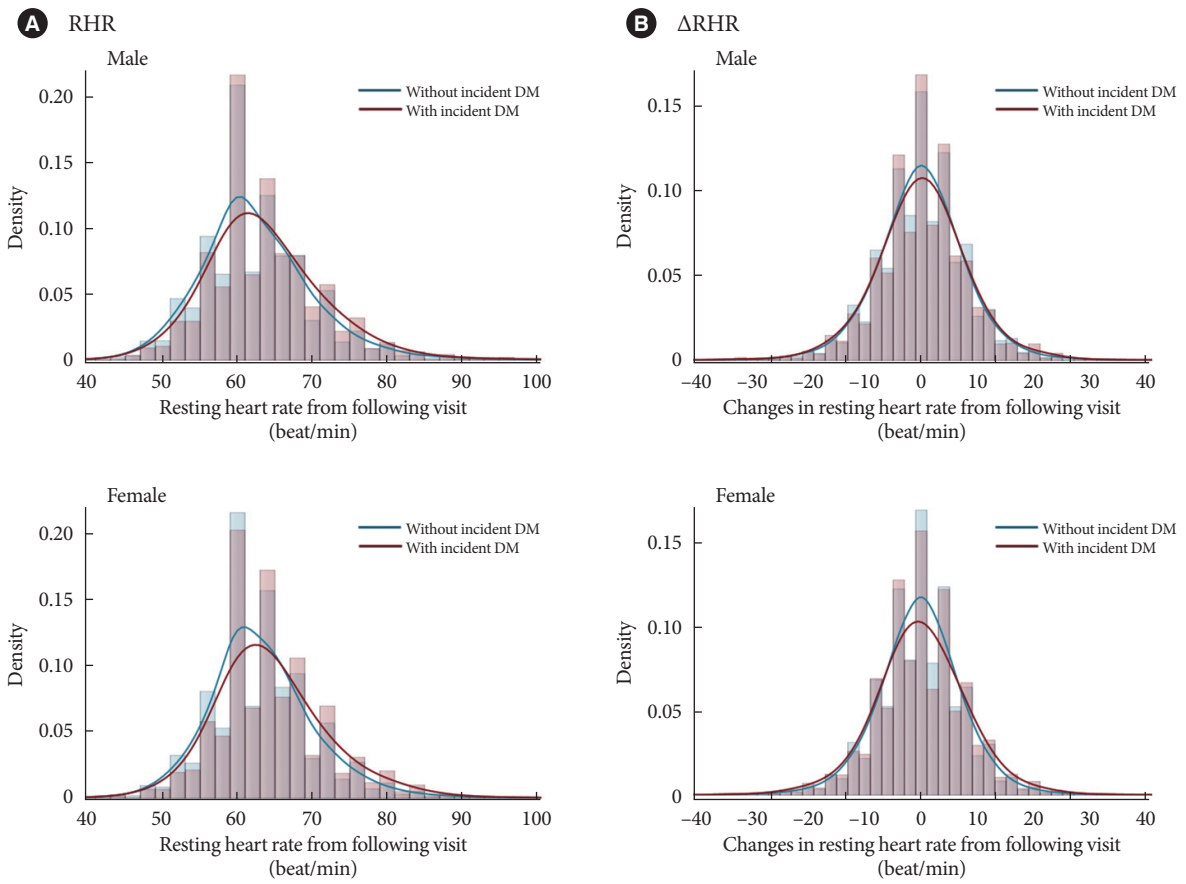 A RHR
Male
Without incident DM
With incident DM
0.20
0.15
0.10
0.05
0
Density
40 50 60 70 80 90 100
Resting heart rate from following visit
(beat/min)
B ΔRHR
Male
Without incident DM
With incident DM
0.15
0.10
0.05
0
Density
–40 –30 –20 –10 0 10 20 30 40
Changes in resting heart rate from following visit
(beat/min)
Female
Without incident DM
With incident DM
0.20
0.15
0.10
0.05
0
Density
40 50 60 70 80 90 100
Resting heart rate from following visit
(beat/min)
Female
Without incident DM
With incident DM
0.15
0.10
0.05
0
Density
–40 –30 –20 –10 0 10 20 30 40
Changes in resting heart rate from following visit
(beat/min)